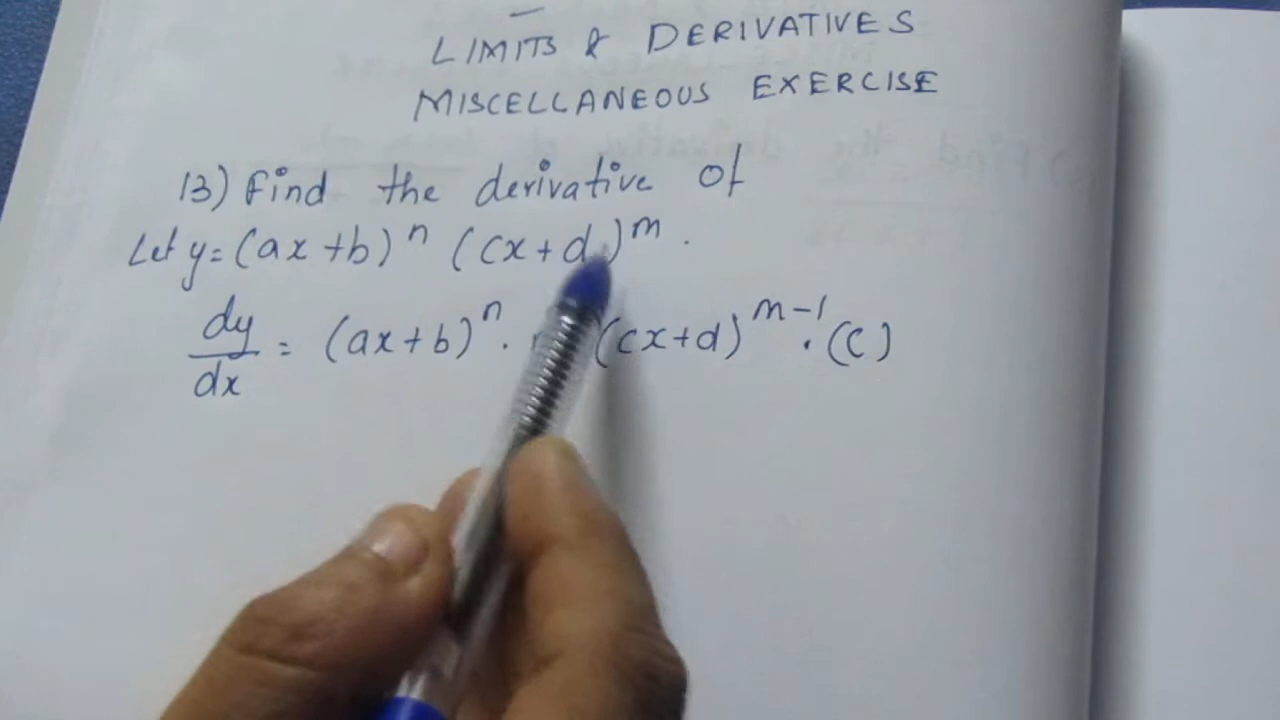 LIMITS & DERIVATIVES
MISCELLANEOUS EXERCISE
13) Find the derivative of
Let y = (ax+b)^n (cx+d)^m.
dy/dx = (ax+b)^n . (cx+d)^{m-1} . (c)